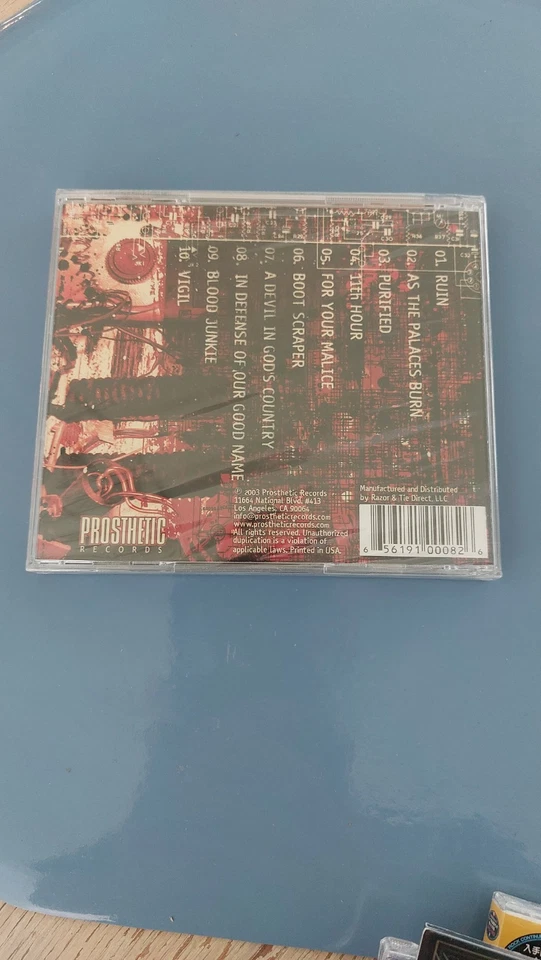 01. RUIN
02. AS THE PALACES BURN
03. PURIFIED
04. 11th HOUR
05. FOR YOUR MALICE
06. BOOT SCRAPER
07. A DEVIL IN GOD'S COUNTRY
08. IN DEFENSE OF OUR GOOD NAME
09. BLOOD JUNKIE
10. VIGIL
PROSTHETIC
RECORDS
© 2003 Prosthetic Records
11664 National Blvd. #413
Los Angeles, CA 90064
info@prostheticrecords.com
www.prostheticrecords.com
All rights reserved. Unauthorized
duplication is a violation of
applicable laws. Printed in USA.
Manufactured and Distributed
by Razor & Tie Direct, LLC
6 56191 00082 6
ROCK CONTINU
入手